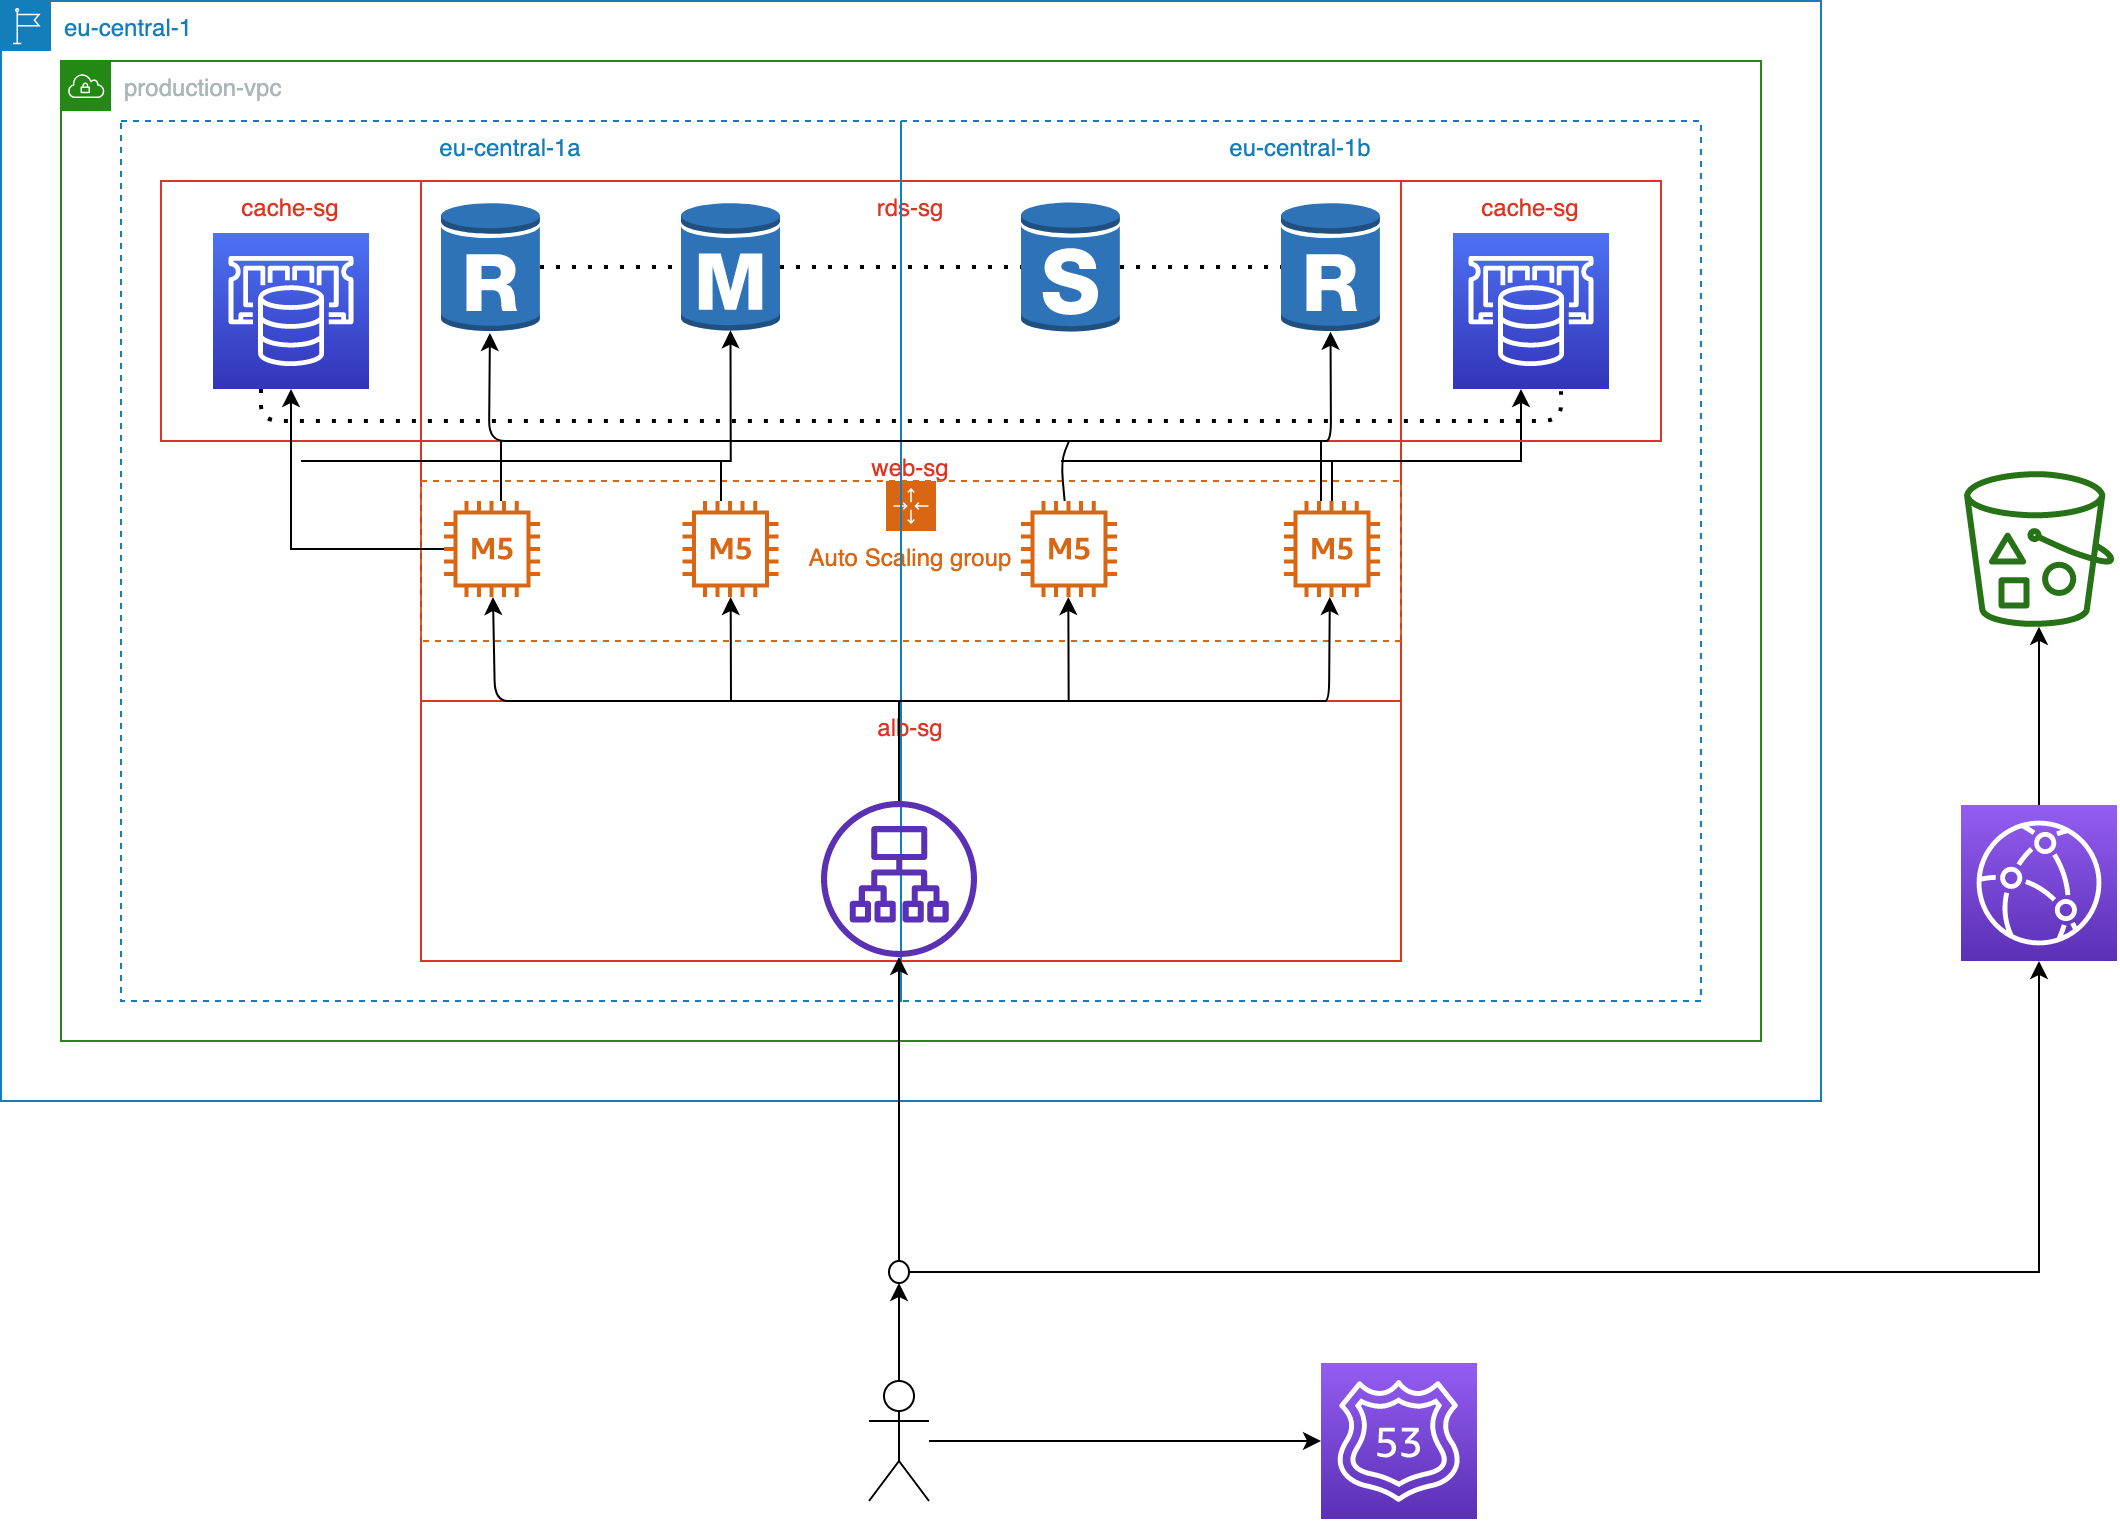 eu-central-1
production-vpc
eu-central-1a
eu-central-1b
cache-sg
rds-sg
cache-sg
R
M
S
R
web-sg
M5
M5
Auto Scaling group
M5
M5
alb-sg
53